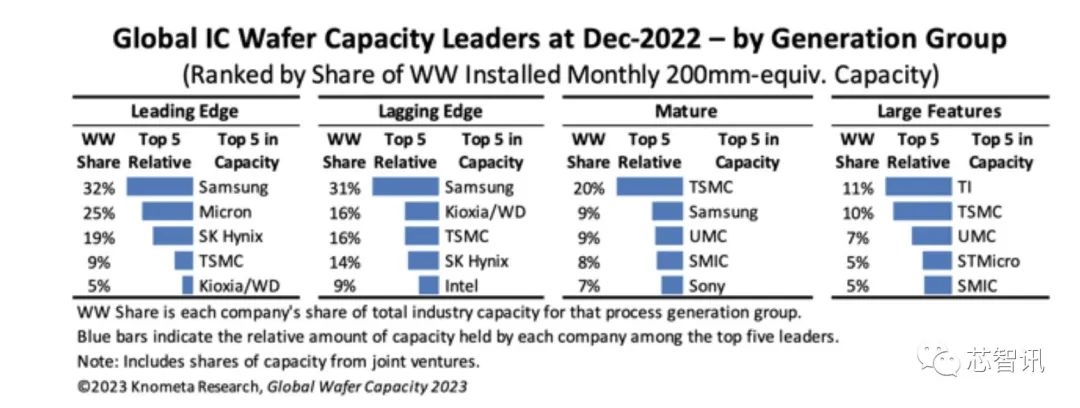 Global IC Wafer Capacity Leaders at Dec-2022 – by Generation Group
(Ranked by Share of WW Installed Monthly 200mm-equiv. Capacity)
Leading Edge
WW Share Top 5 Relative Top 5 in Capacity
32% Samsung
25% Micron
19% SK Hynix
9% TSMC
5% Kioxia/WD
Lagging Edge
WW Share Top 5 Relative Top 5 in Capacity
31% Samsung
16% Kioxia/WD
16% TSMC
14% SK Hynix
9% Intel
Mature
WW Share Top 5 Relative Top 5 in Capacity
20% TSMC
9% Samsung
9% UMC
8% SMIC
7% Sony
Large Features
WW Share Top 5 Relative Top 5 in Capacity
11% TI
10% TSMC
7% UMC
5% STMicro
5% SMIC
WW Share is each company's share of total industry capacity for that process generation group.
Blue bars indicate the relative amount of capacity held by each company among the top five leaders.
Note: Includes shares of capacity from joint ventures.
©2023 Knometa Research, Global Wafer Capacity 2023
芯智讯